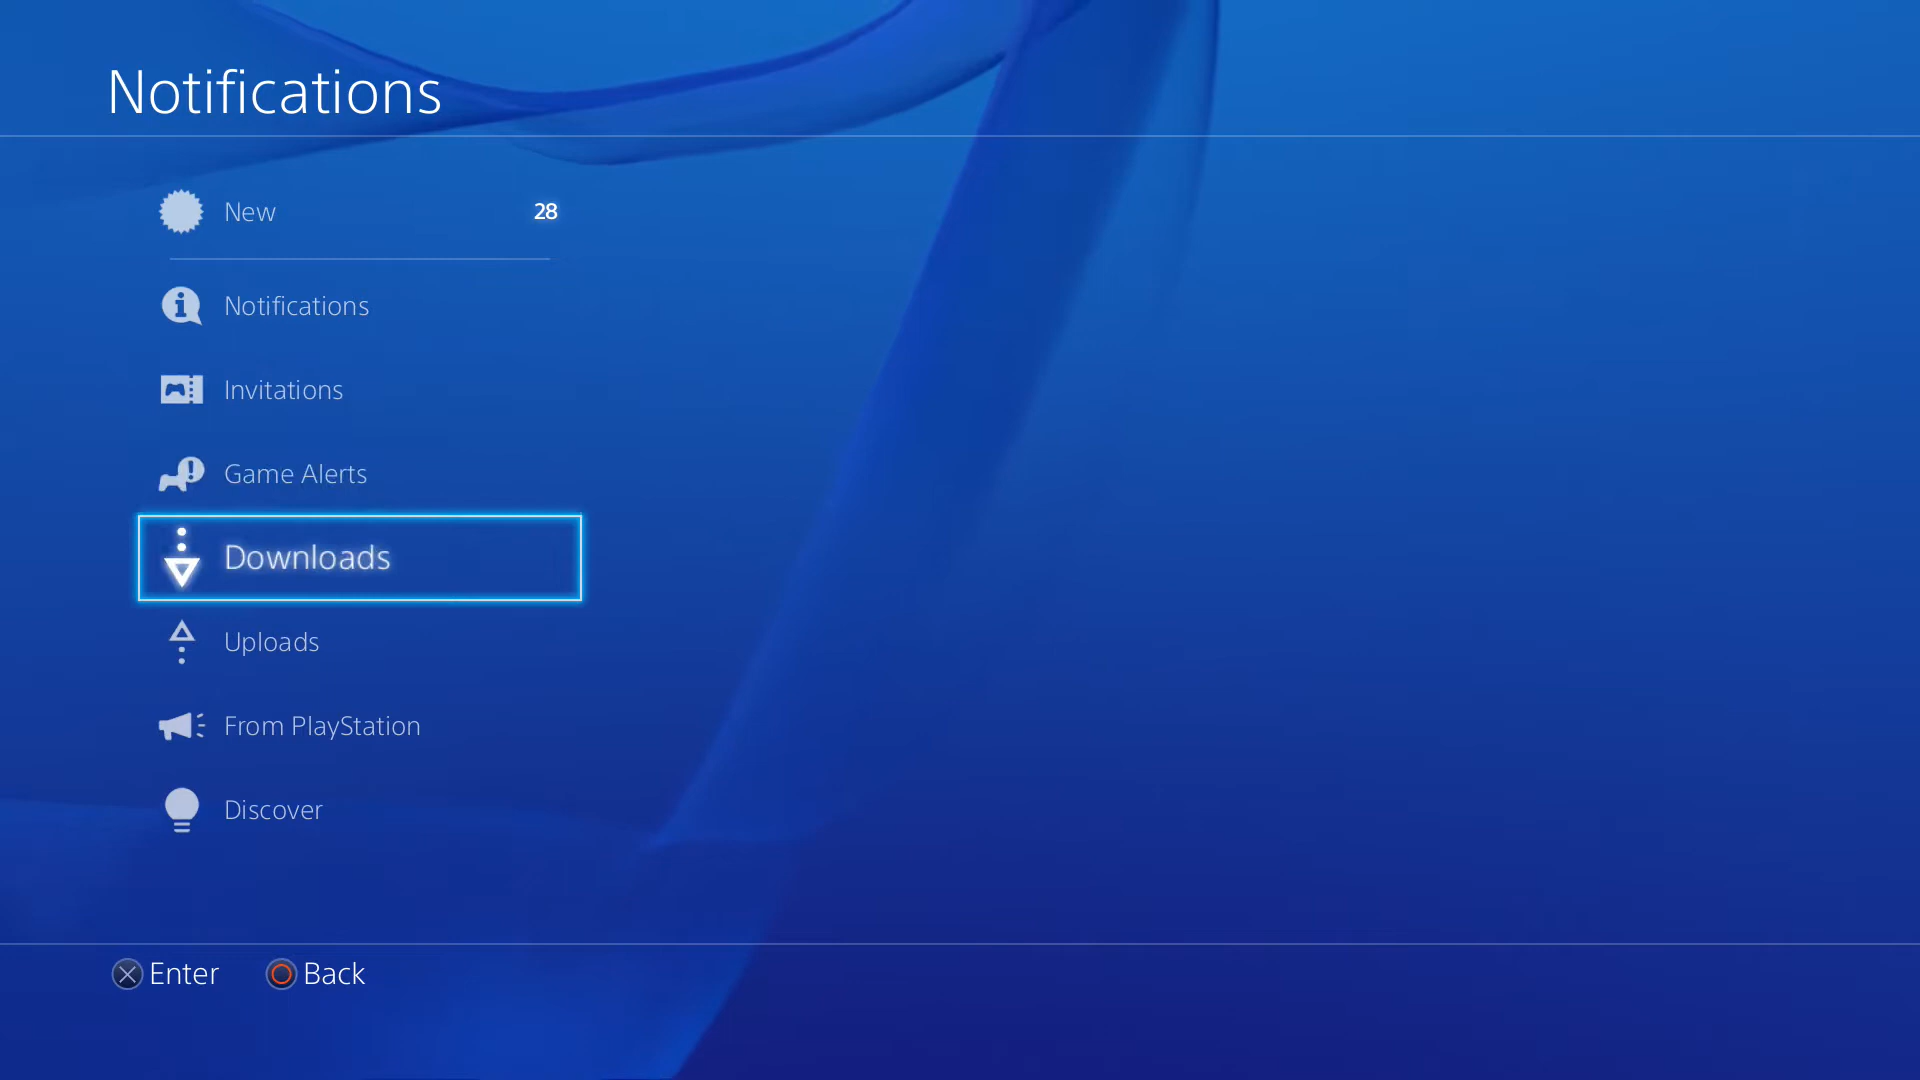 Notifications
New 28
Notifications
Invitations
Game Alerts
Downloads
Uploads
From PlayStation
Discover
Enter Back